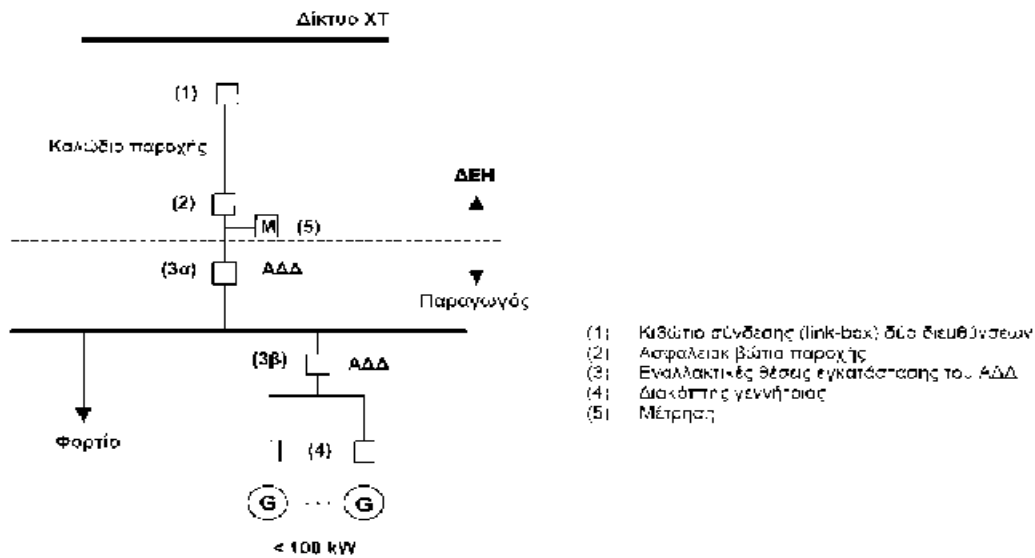 Δίκτυο ΧΤ
(1)
Καλώδιο παροχής
ΔΕΗ
(2)
M (5)
(3α) ΑΔΔ
Παραγωγός
(3β) ΑΔΔ
Φορτίο
(4)
G ... G
< 100 kW
(1) Κιβώτιο σύνδεσης (link-box) δύο διευθύνσεων
(2) Ασφαλειοκιβώτιο παροχής
(3) Εναλλακτικές θέσεις εγκατάστασης του ΑΔΔ
(4) Διακόπτης γεννήτριας
(5) Μέτρηση